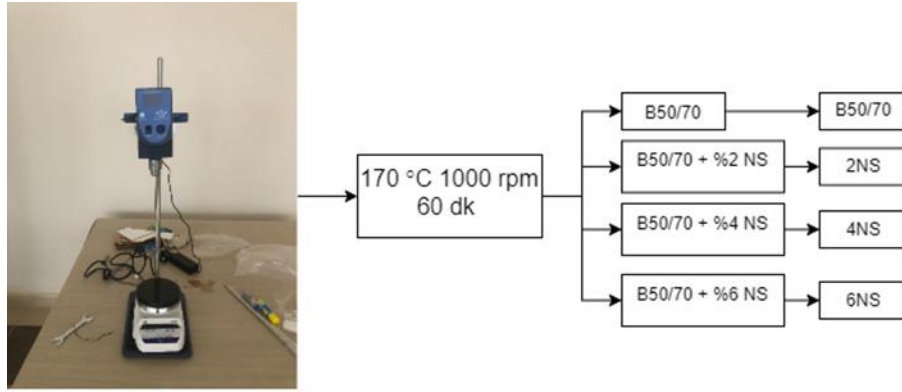 170 °C 1000 rpm
60 dk
B50/70
B50/70
B50/70 + %2 NS
2NS
B50/70 + %4 NS
4NS
B50/70 + %6 NS
6NS